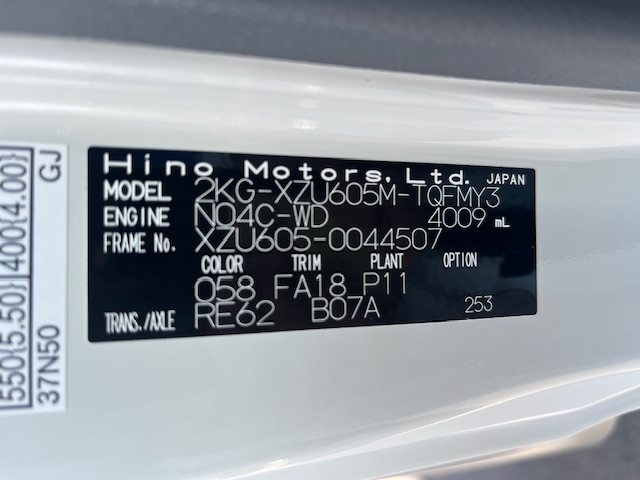 Hino Motors, Ltd. JAPAN
MODEL 2KG-XZU605M-TQFMY3
ENGINE N04C-WD 4009 mL
FRAME No. XZU605-0044507
COLOR TRIM PLANT OPTION
058 FA18 P11
TRANS./AXLE RE62 B07A 253
550{5.50} 400{4.00}
37N50 GJ